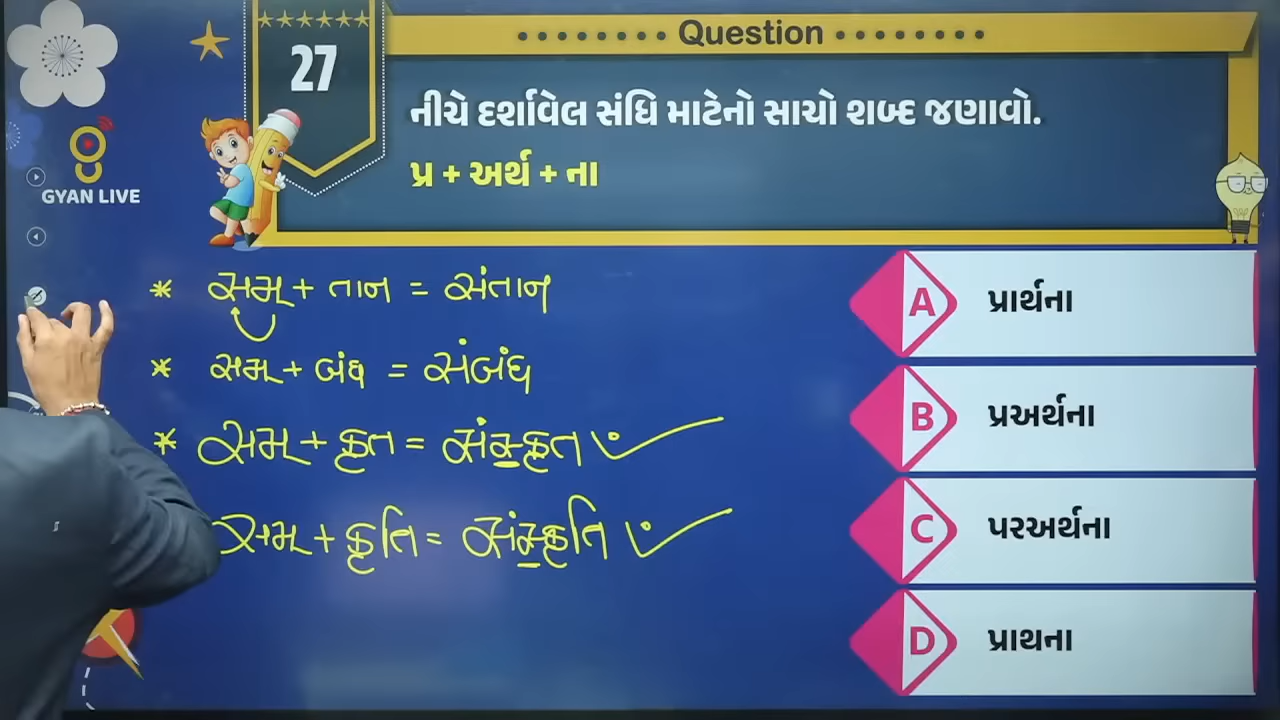 Question
27
નીચે દર્શાવેલ સંધિ માટેનો સાચો શબ્દ જણાવો.
પ્ર + અર્થ + ના
GYAN LIVE
* સમ્ + તાન = સંતાન
* સમ્ + બંધ = સંબંધ
* સમ્ + કૃત = સંસ્કૃત
સમ્ + કૃતિ = સંસ્કૃતિ
A પ્રાર્થના
B પ્રઅર્થના
C પરઅર્થના
D પ્રાથના